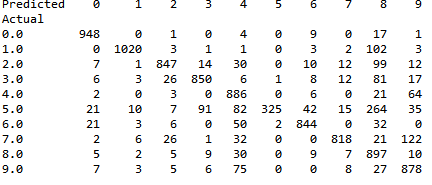 Predicted 0 1 2 3 4 5 6 7 8 9
Actual
0.0 948 0 1 0 4 0 9 0 17 1
1.0 0 1020 3 1 1 0 3 2 102 3
2.0 7 1 847 14 30 0 10 12 99 12
3.0 6 3 26 850 6 1 8 12 81 17
4.0 2 0 3 0 886 0 6 0 21 64
5.0 21 10 7 91 82 325 42 15 264 35
6.0 21 3 6 0 50 2 844 0 32 0
7.0 2 6 26 1 32 0 0 818 21 122
8.0 5 2 5 9 30 0 9 7 897 10
9.0 7 3 5 6 75 0 0 8 27 878